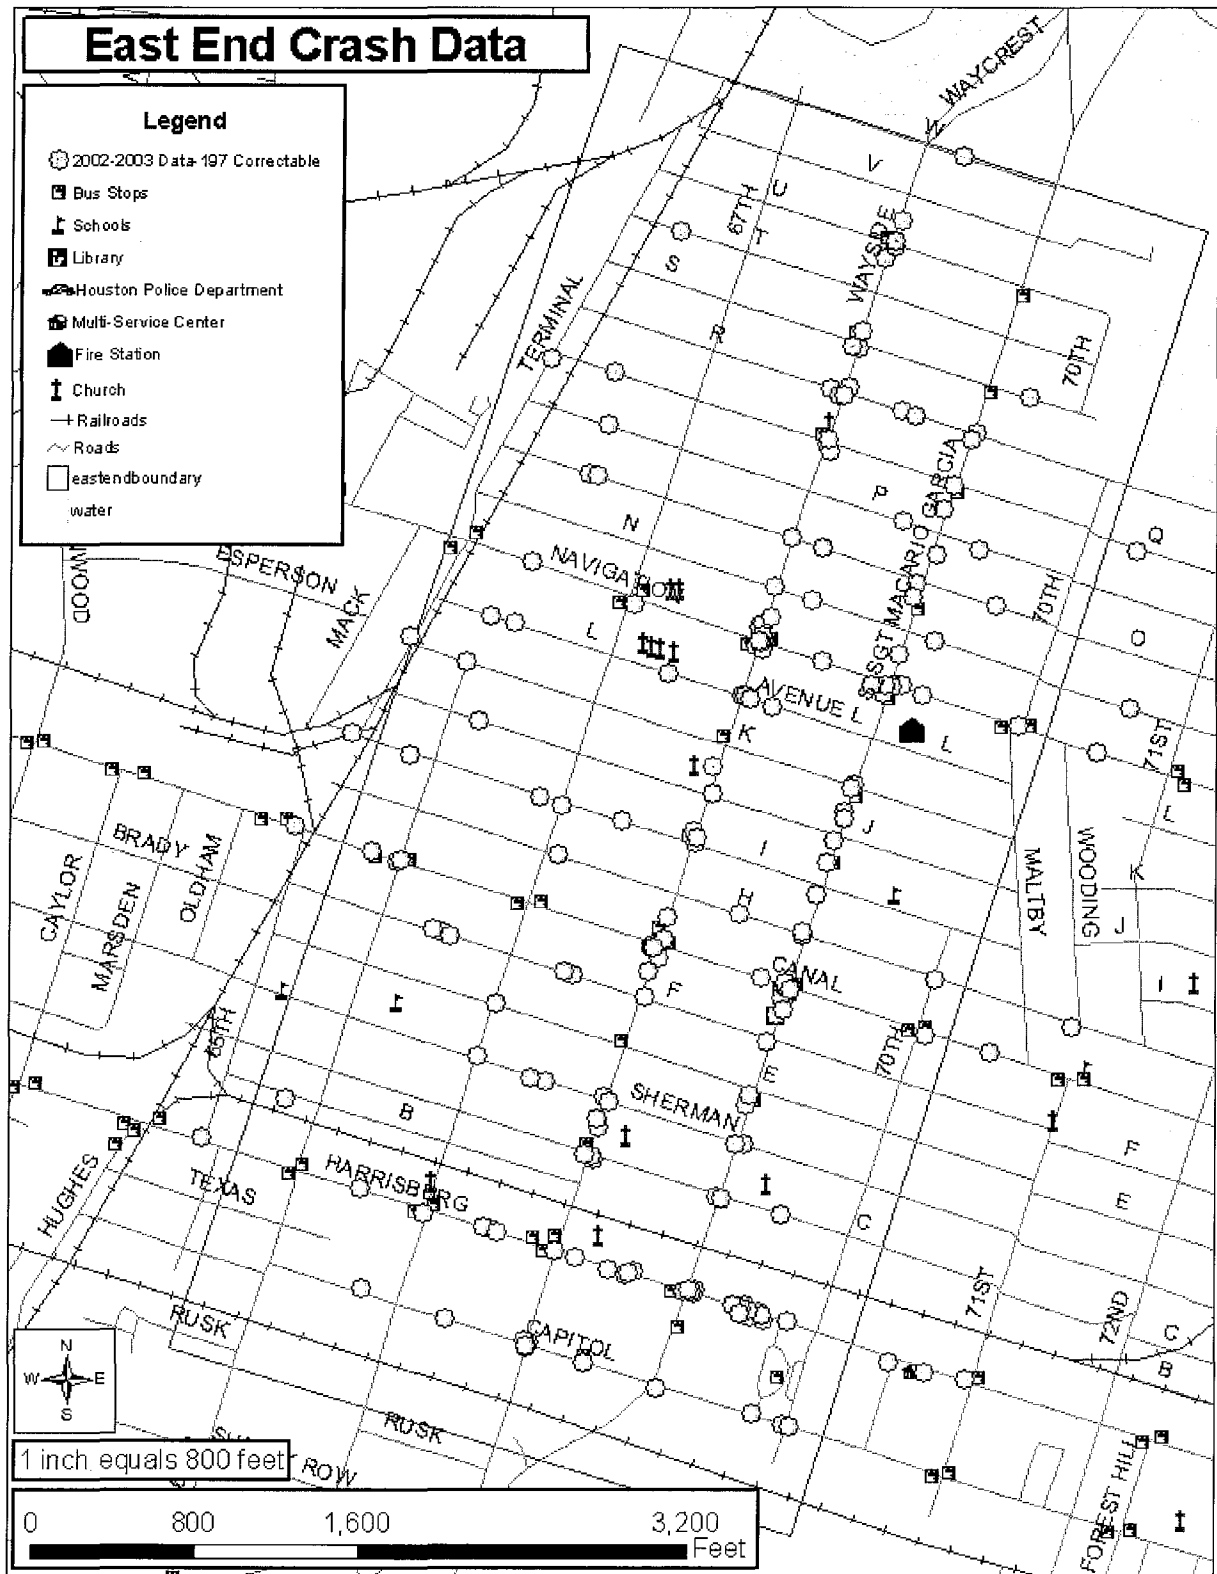 East End Crash Data
Legend
2002-2003 Data-197 Correctable
Bus Stops
Schools
Library
Houston Police Department
Multi-Service Center
Fire Station
Church
Railroads
Roads
eastendboundary
water
WAYCREST
W
V
U
67TH
T
S
WAYSIDE
R
TERMINAL
70TH
S/SGT MACARIO GARCIA
P
Q
N
NAVIGATION
ESPERSON
MACK
70TH
O
L
AVENUE L
K
L
71ST
L
J
BRADY
OLDHAM
CAYLOR
MARSDEN
I
H
MALTBY
WOODING
K
J
CANAL
I
F
65TH
70TH
E
B
SHERMAN
F
HUGHES
TEXAS
HARRISBURG
C
E
71ST
72ND
C
B
RUSK
CAPITOL
N
W E
S
RUSK
ROW
FOREST HILL
1 inch equals 800 feet
0 800 1,600 3,200
Feet